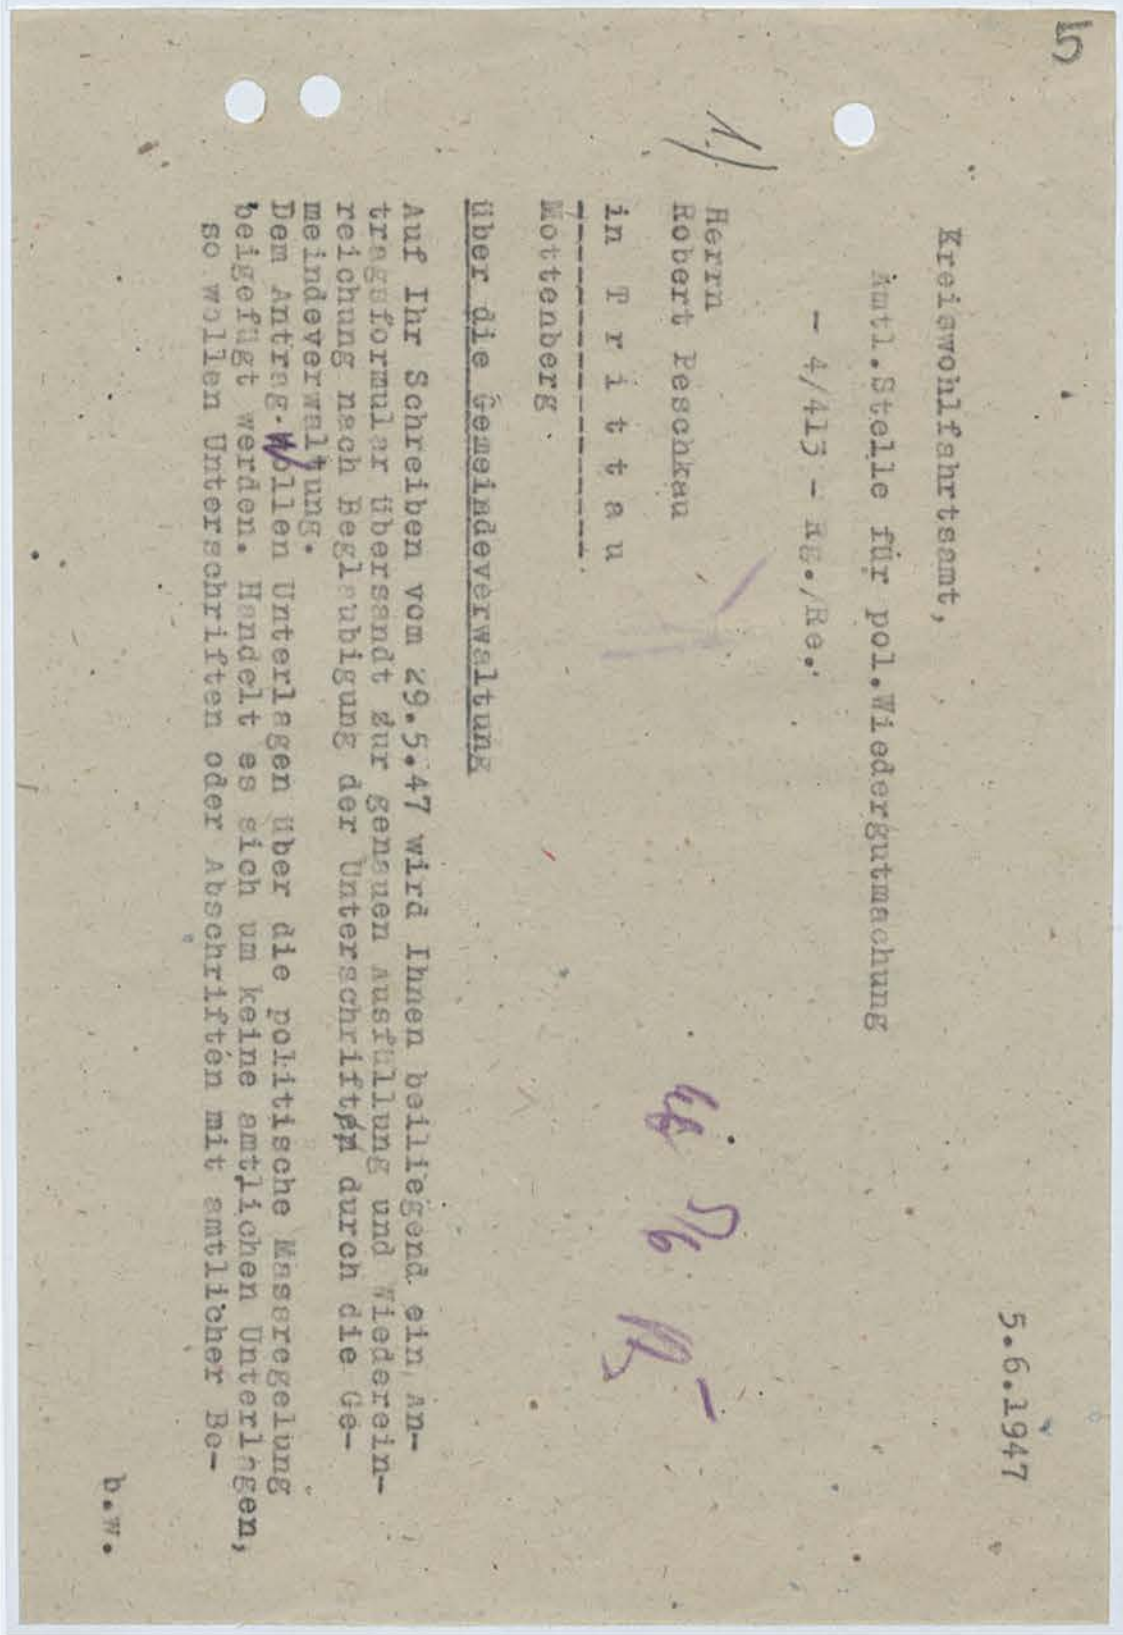 5
5.6.1947
Kreiswohlfahrtsamt,
Amtl.Stelle für pol.Wiedergutmachung
- 4/413 - Rg./Re.
1./
Herrn
Robert Peschkau
in T r i t t a u
---------------
Mottenberg
5/6
über die Gemeindeverwaltung
Auf Ihr Schreiben vom 29.5.47 wird Ihnen beiliegend ein An-
tragsformular übersandt zur genauen Ausfüllung und Wiederein-
reichung nach Beglaubigung der Unterschriften durch die Ge-
meindeverwaltung.
Dem Antrag. Wollen Unterlagen über die politische Massregelung
beigefügt werden. Handelt es sich um keine amtlichen Unterlagen,
so wollen Unterschriften oder Abschriften mit amtlicher Be-
b.w.